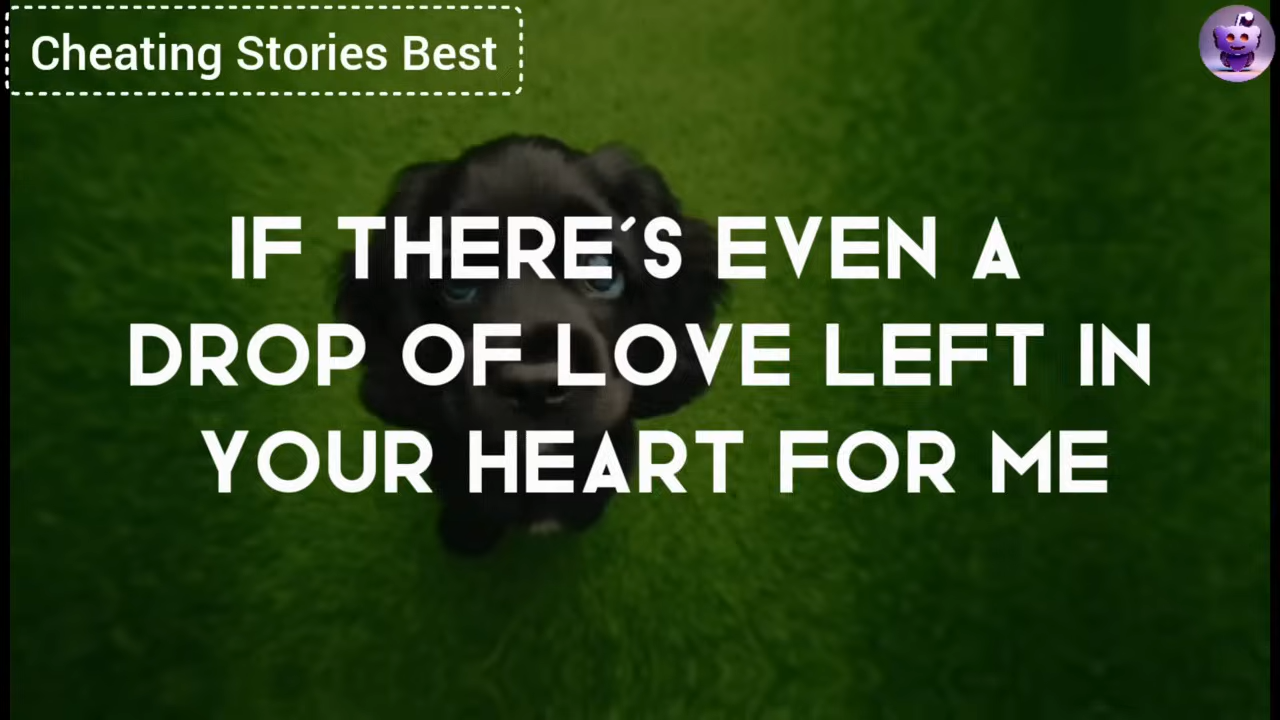 Cheating Stories Best
IF THERE´S EVEN A
DROP OF LOVE LEFT IN
YOUR HEART FOR ME